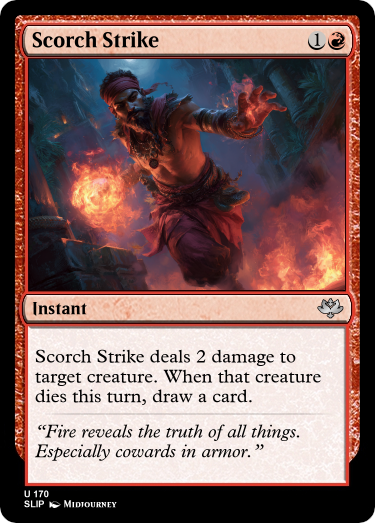 Scorch Strike 1
Instant
Scorch Strike deals 2 damage to
target creature. When that creature
dies this turn, draw a card.
“Fire reveals the truth of all things.
Especially cowards in armor.”
U 170
SLIP Midjourney